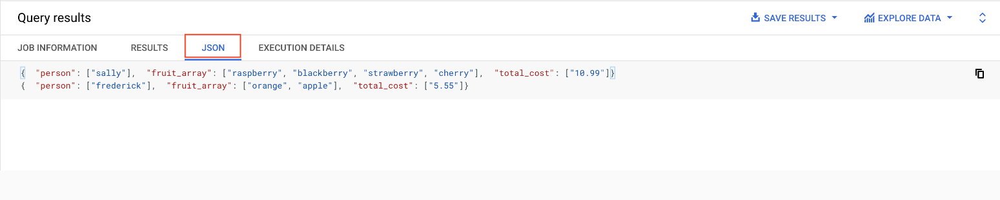 Query results
SAVE RESULTS
EXPLORE DATA
JOB INFORMATION
RESULTS
JSON
EXECUTION DETAILS
{  "person": ["sally"],  "fruit_array": ["raspberry", "blackberry", "strawberry", "cherry"],  "total_cost": ["10.99"]}
{  "person": ["frederick"],  "fruit_array": ["orange", "apple"],  "total_cost": ["5.55"]}